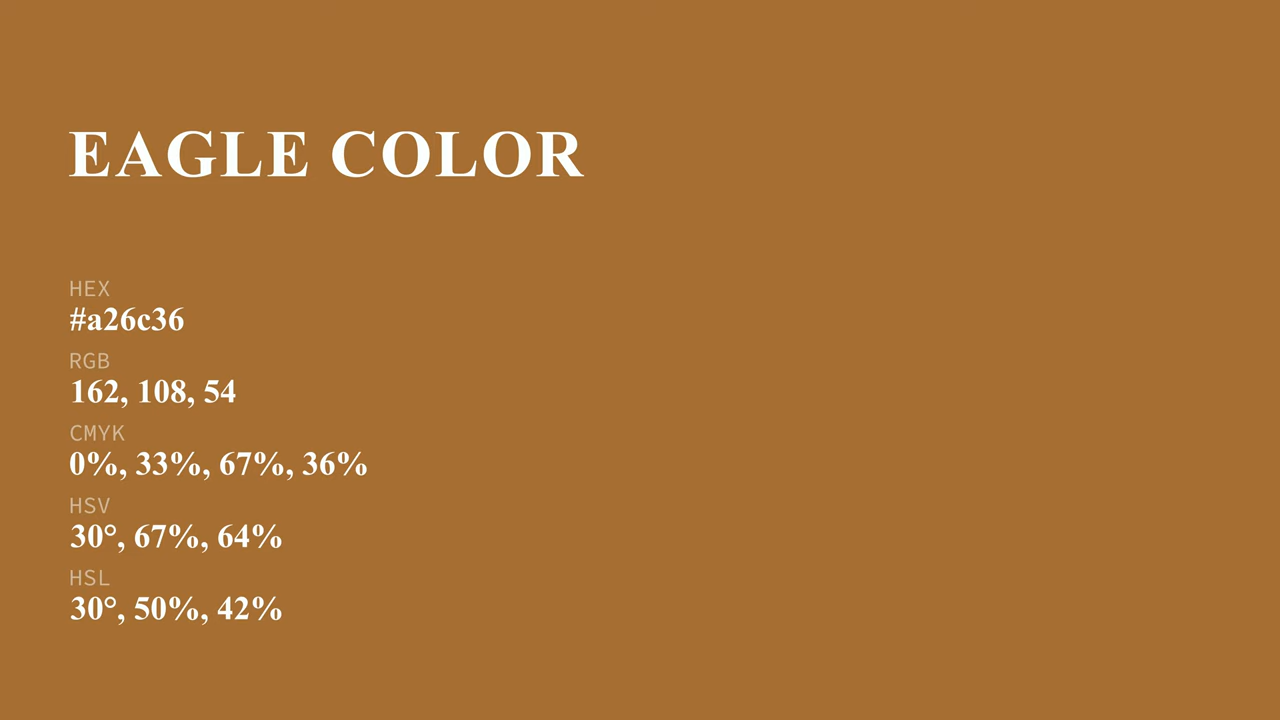 EAGLE COLOR
HEX
#a26c36
RGB
162, 108, 54
CMYK
0%, 33%, 67%, 36%
HSV
30°, 67%, 64%
HSL
30°, 50%, 42%